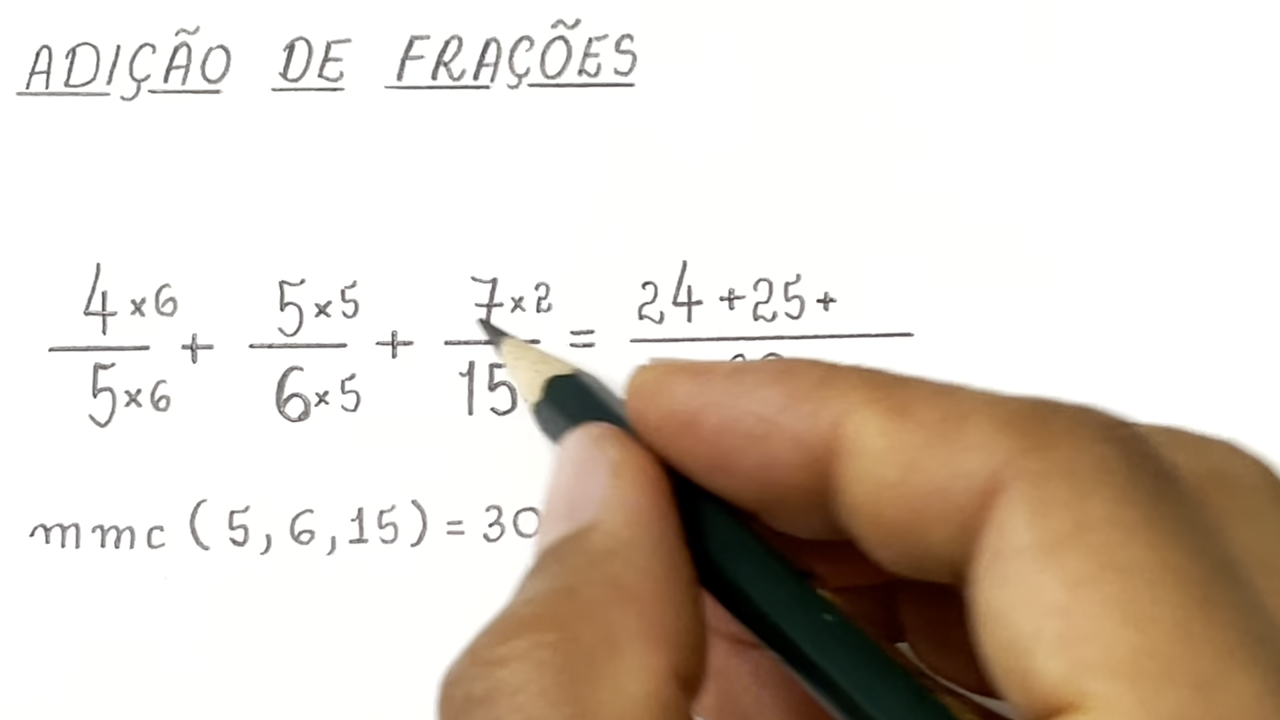 ADIÇÃO DE FRAÇÕES
4×6 5×5 7×2 24+25+
+ + =
5×6 6×5 15
mmc (5,6,15) = 30